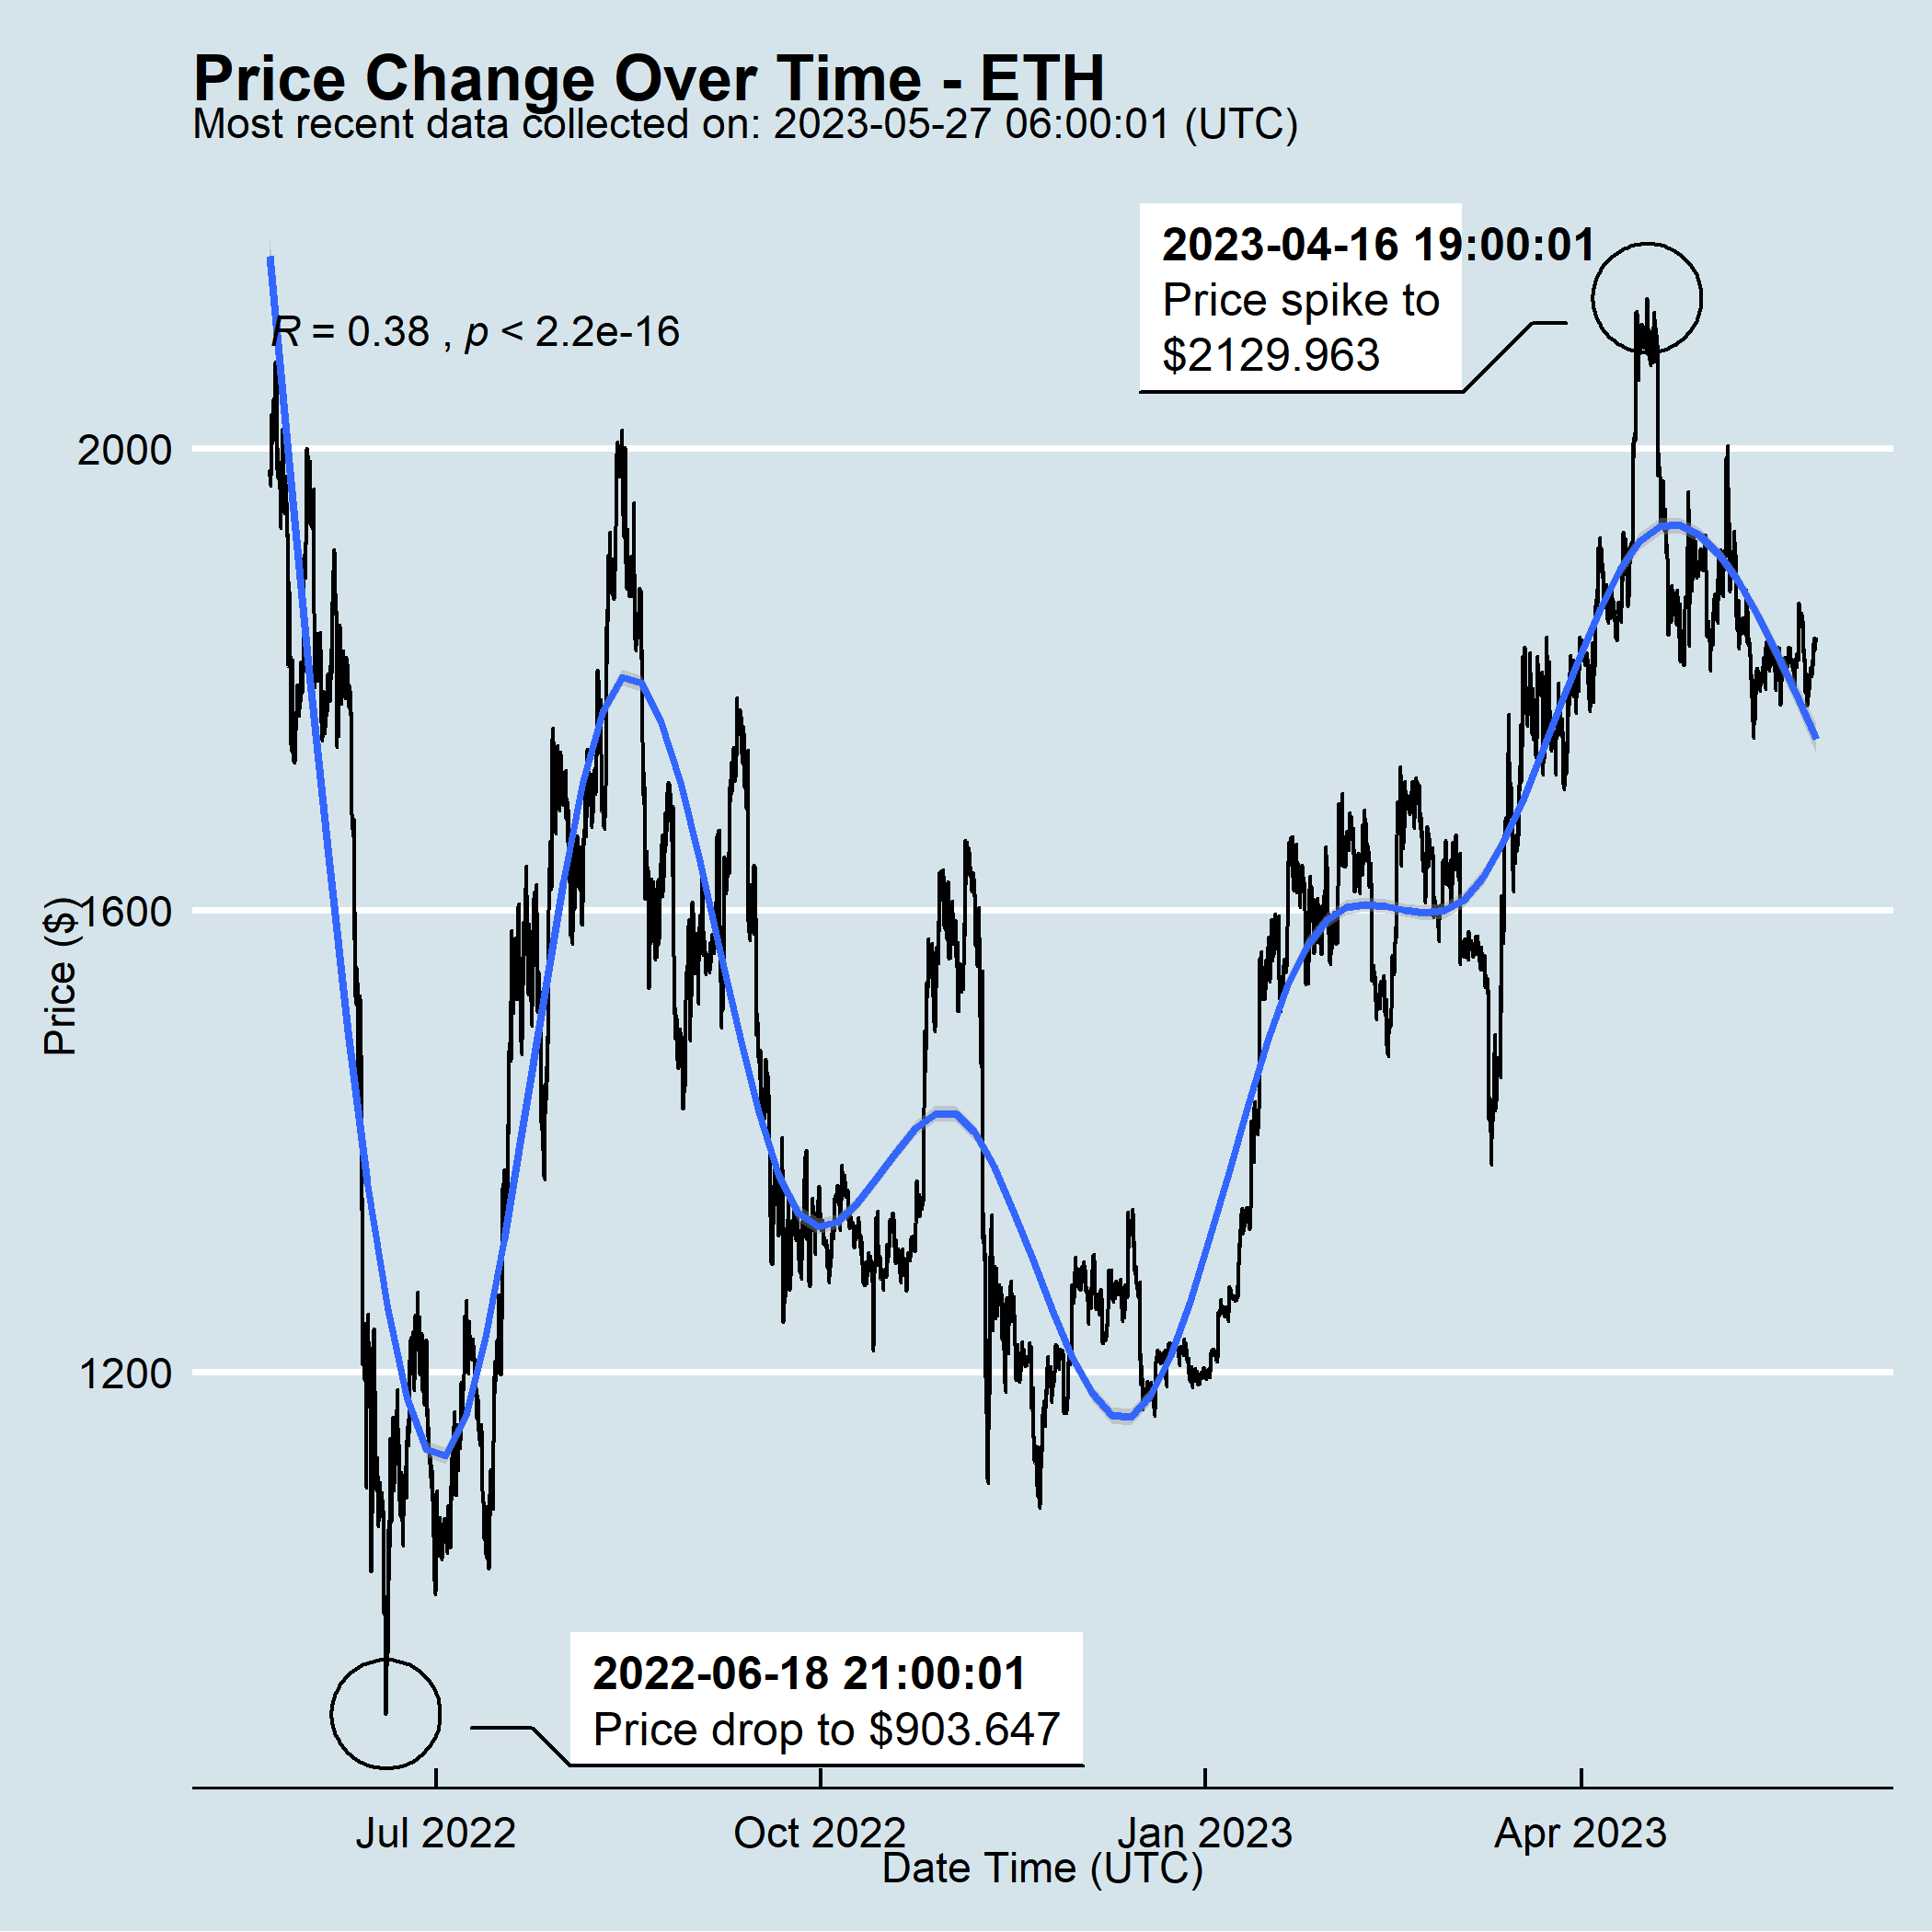 Price Change Over Time - ETH
Most recent data collected on: 2023-05-27 06:00:01 (UTC)
2023-04-16 19:00:01
Price spike to
$2129.963
R = 0.38 , p < 2.2e-16
2000
1600
1200
Price ($)
2022-06-18 21:00:01
Price drop to $903.647
Jul 2022
Oct 2022
Jan 2023
Apr 2023
Date Time (UTC)